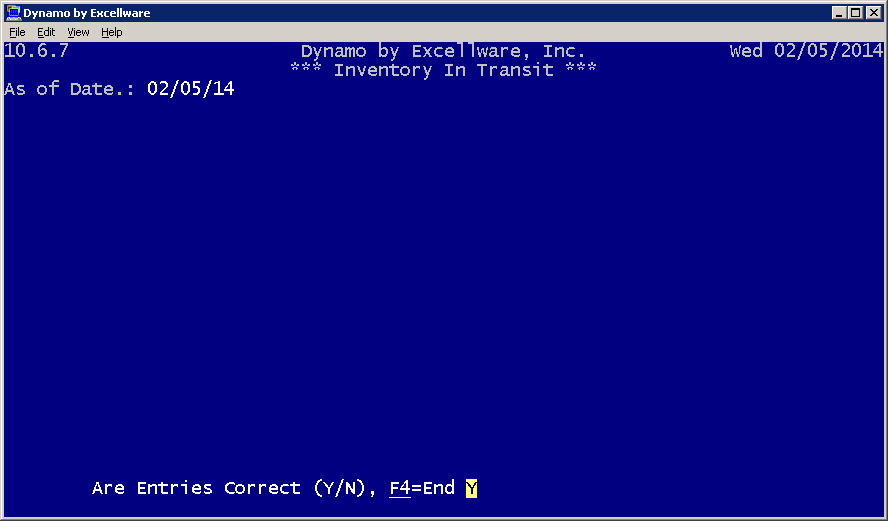 Dynamo by Excellware
File Edit View Help
10.6.7 Dynamo by Excellware, Inc. Wed 02/05/2014
*** Inventory In Transit ***
As of Date.: 02/05/14
Are Entries Correct (Y/N), F4=End Y